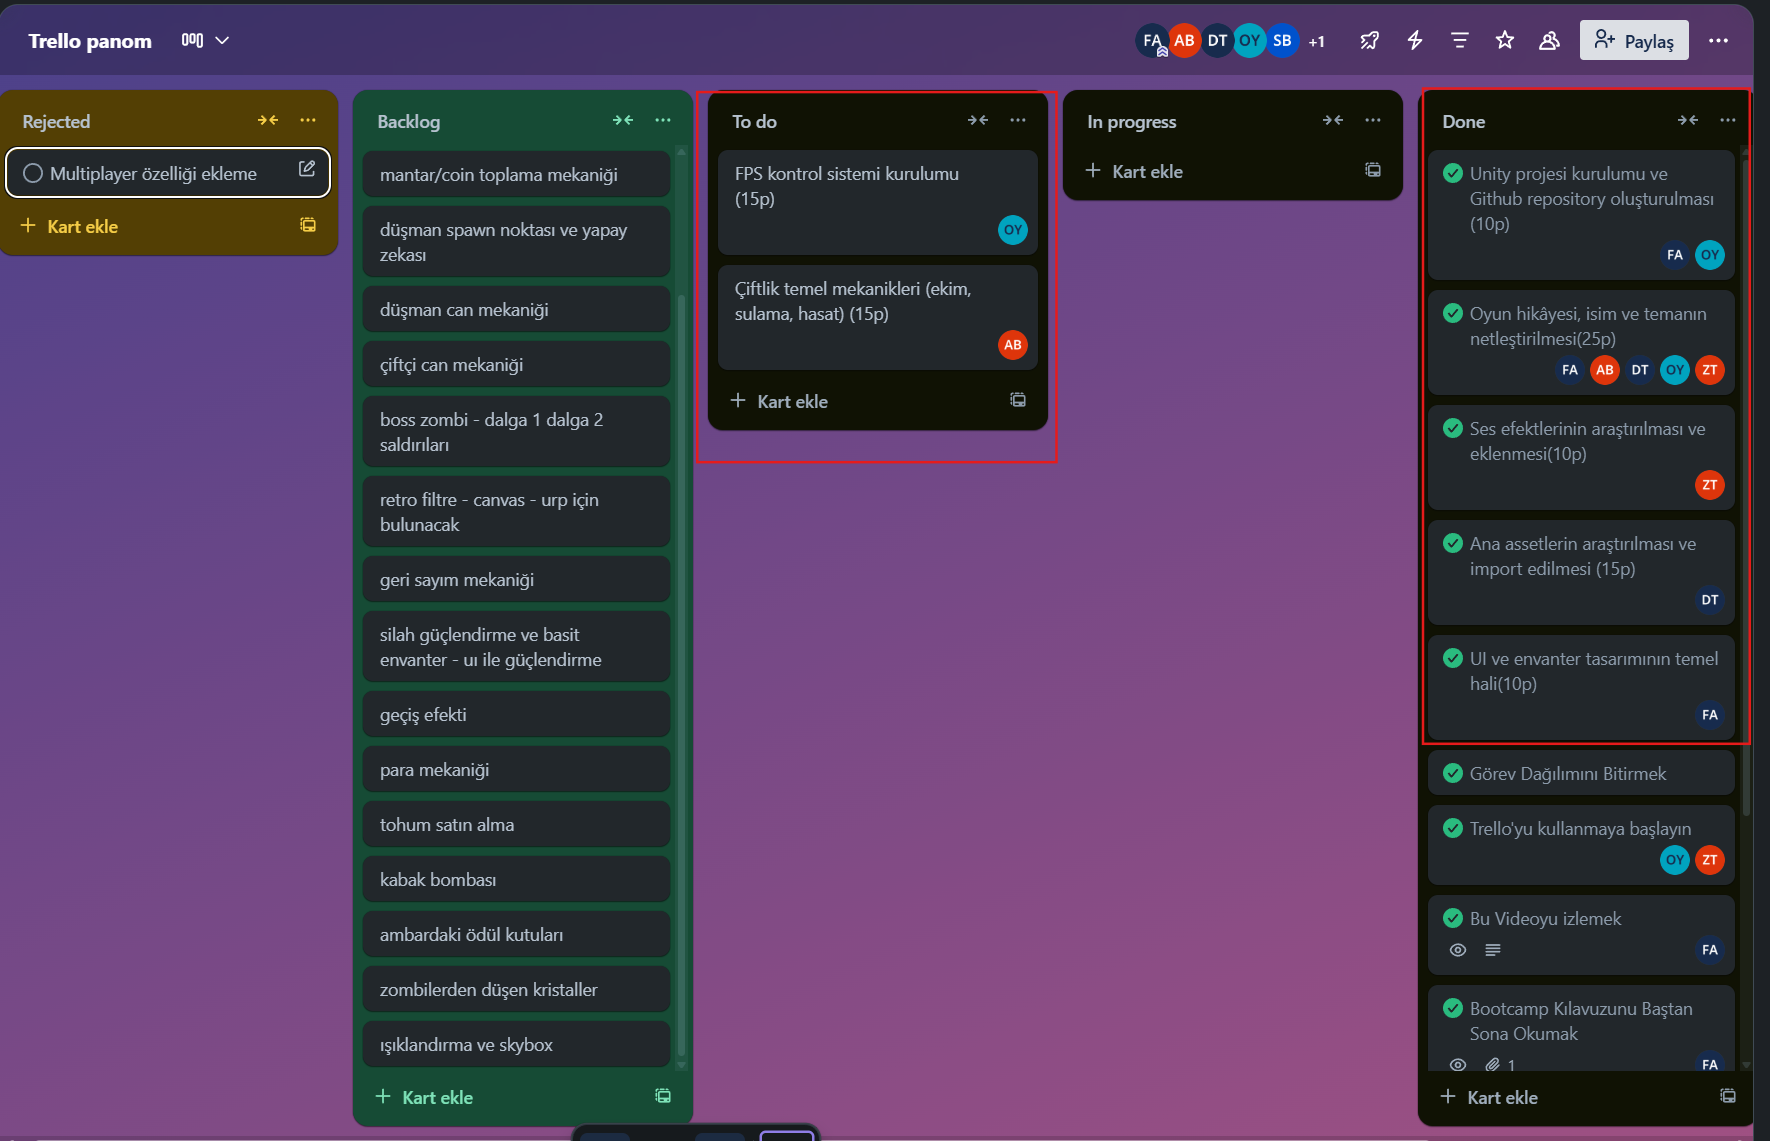 Trello panom
FA AB DT OY SB +1
Paylaş
Rejected
Multiplayer özelliği ekleme
Kart ekle
Backlog
mantar/coin toplama mekaniği
düşman spawn noktası ve yapay
zekası
düşman can mekaniği
çiftçi can mekaniği
boss zombi - dalga 1 dalga 2
saldırıları
retro filtre - canvas - urp için
bulunacak
geri sayım mekaniği
silah güçlendirme ve basit
envanter - uı ile güçlendirme
geçiş efekti
para mekaniği
tohum satın alma
kabak bombası
ambardaki ödül kutuları
zombilerden düşen kristaller
ışıklandırma ve skybox
Kart ekle
To do
FPS kontrol sistemi kurulumu
(15p)
OY
Çiftlik temel mekanikleri (ekim,
sulama, hasat) (15p)
AB
Kart ekle
In progress
Kart ekle
Done
Unity projesi kurulumu ve
Github repository oluşturulması
(10p)
FA OY
Oyun hikâyesi, isim ve temanın
netleştirilmesi(25p)
FA AB DT OY ZT
Ses efektlerinin araştırılması ve
eklenmesi(10p)
ZT
Ana assetlerin araştırılması ve
import edilmesi (15p)
DT
UI ve envanter tasarımının temel
hali(10p)
FA
Görev Dağılımını Bitirmek
Trello'yu kullanmaya başlayın
OY ZT
Bu Videoyu izlemek
FA
Bootcamp Kılavuzunu Baştan
Sona Okumak
1 FA
Kart ekle